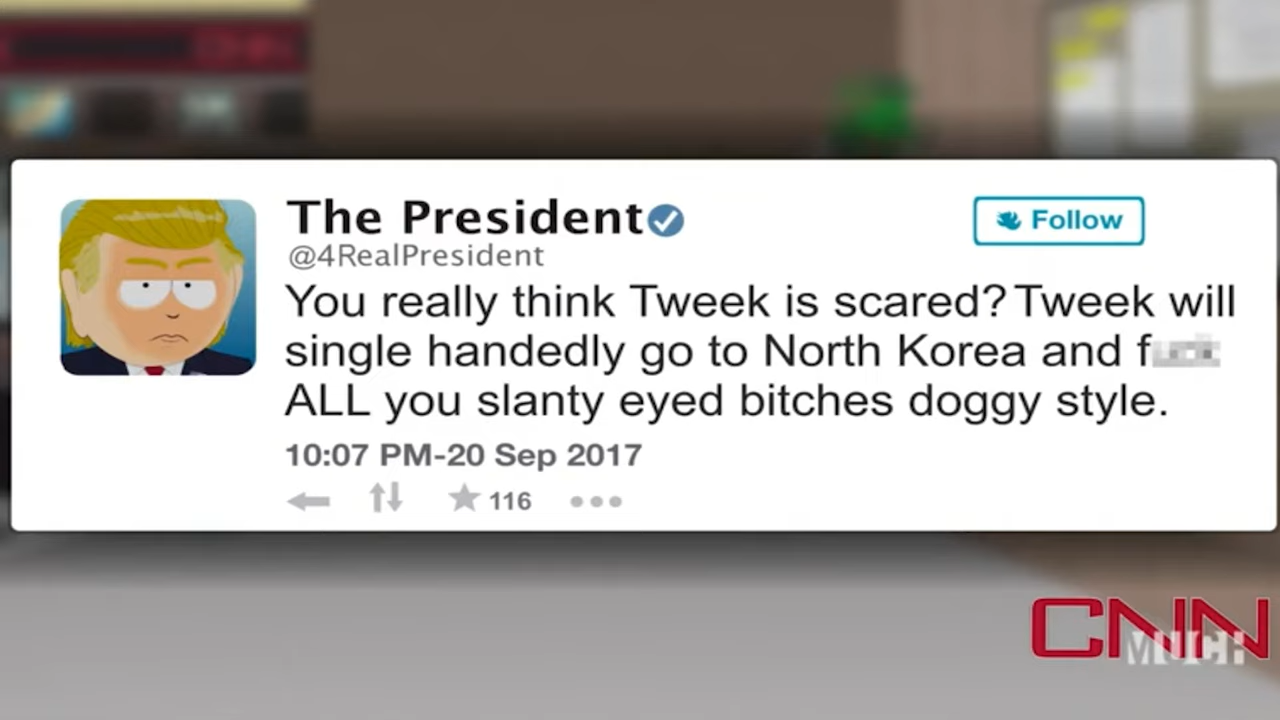 The President
@4RealPresident
Follow
You really think Tweek is scared? Tweek will
single handedly go to North Korea and f
ALL you slanty eyed bitches doggy style.
10:07 PM-20 Sep 2017
116
CNN
MUCH